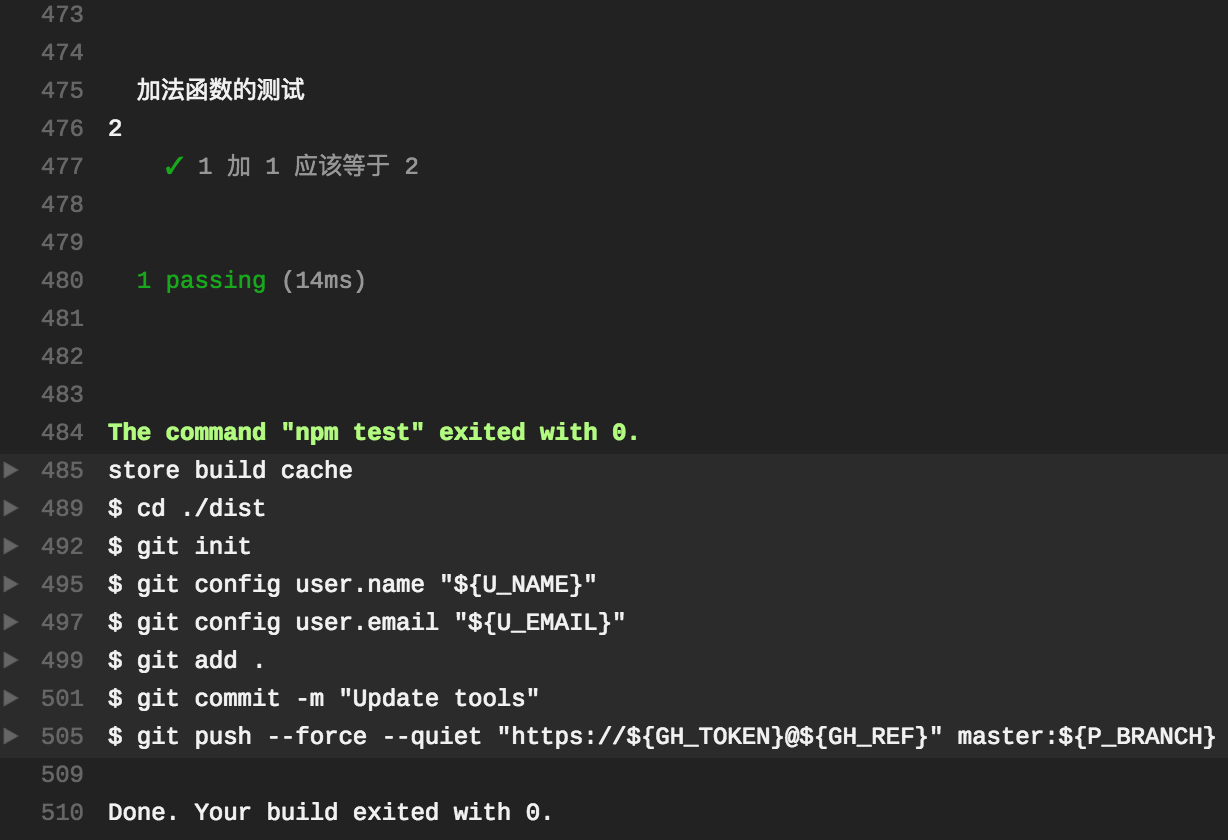 473
474
475 加法函数的测试
476 2
477 ✓ 1 加 1 应该等于 2
478
479
480 1 passing (14ms)
481
482
483
484 The command "npm test" exited with 0.
485 store build cache
489 $ cd ./dist
492 $ git init
495 $ git config user.name "${U_NAME}"
497 $ git config user.email "${U_EMAIL}"
499 $ git add .
501 $ git commit -m "Update tools"
505 $ git push --force --quiet "https://${GH_TOKEN}@${GH_REF}" master:${P_BRANCH}
509
510 Done. Your build exited with 0.